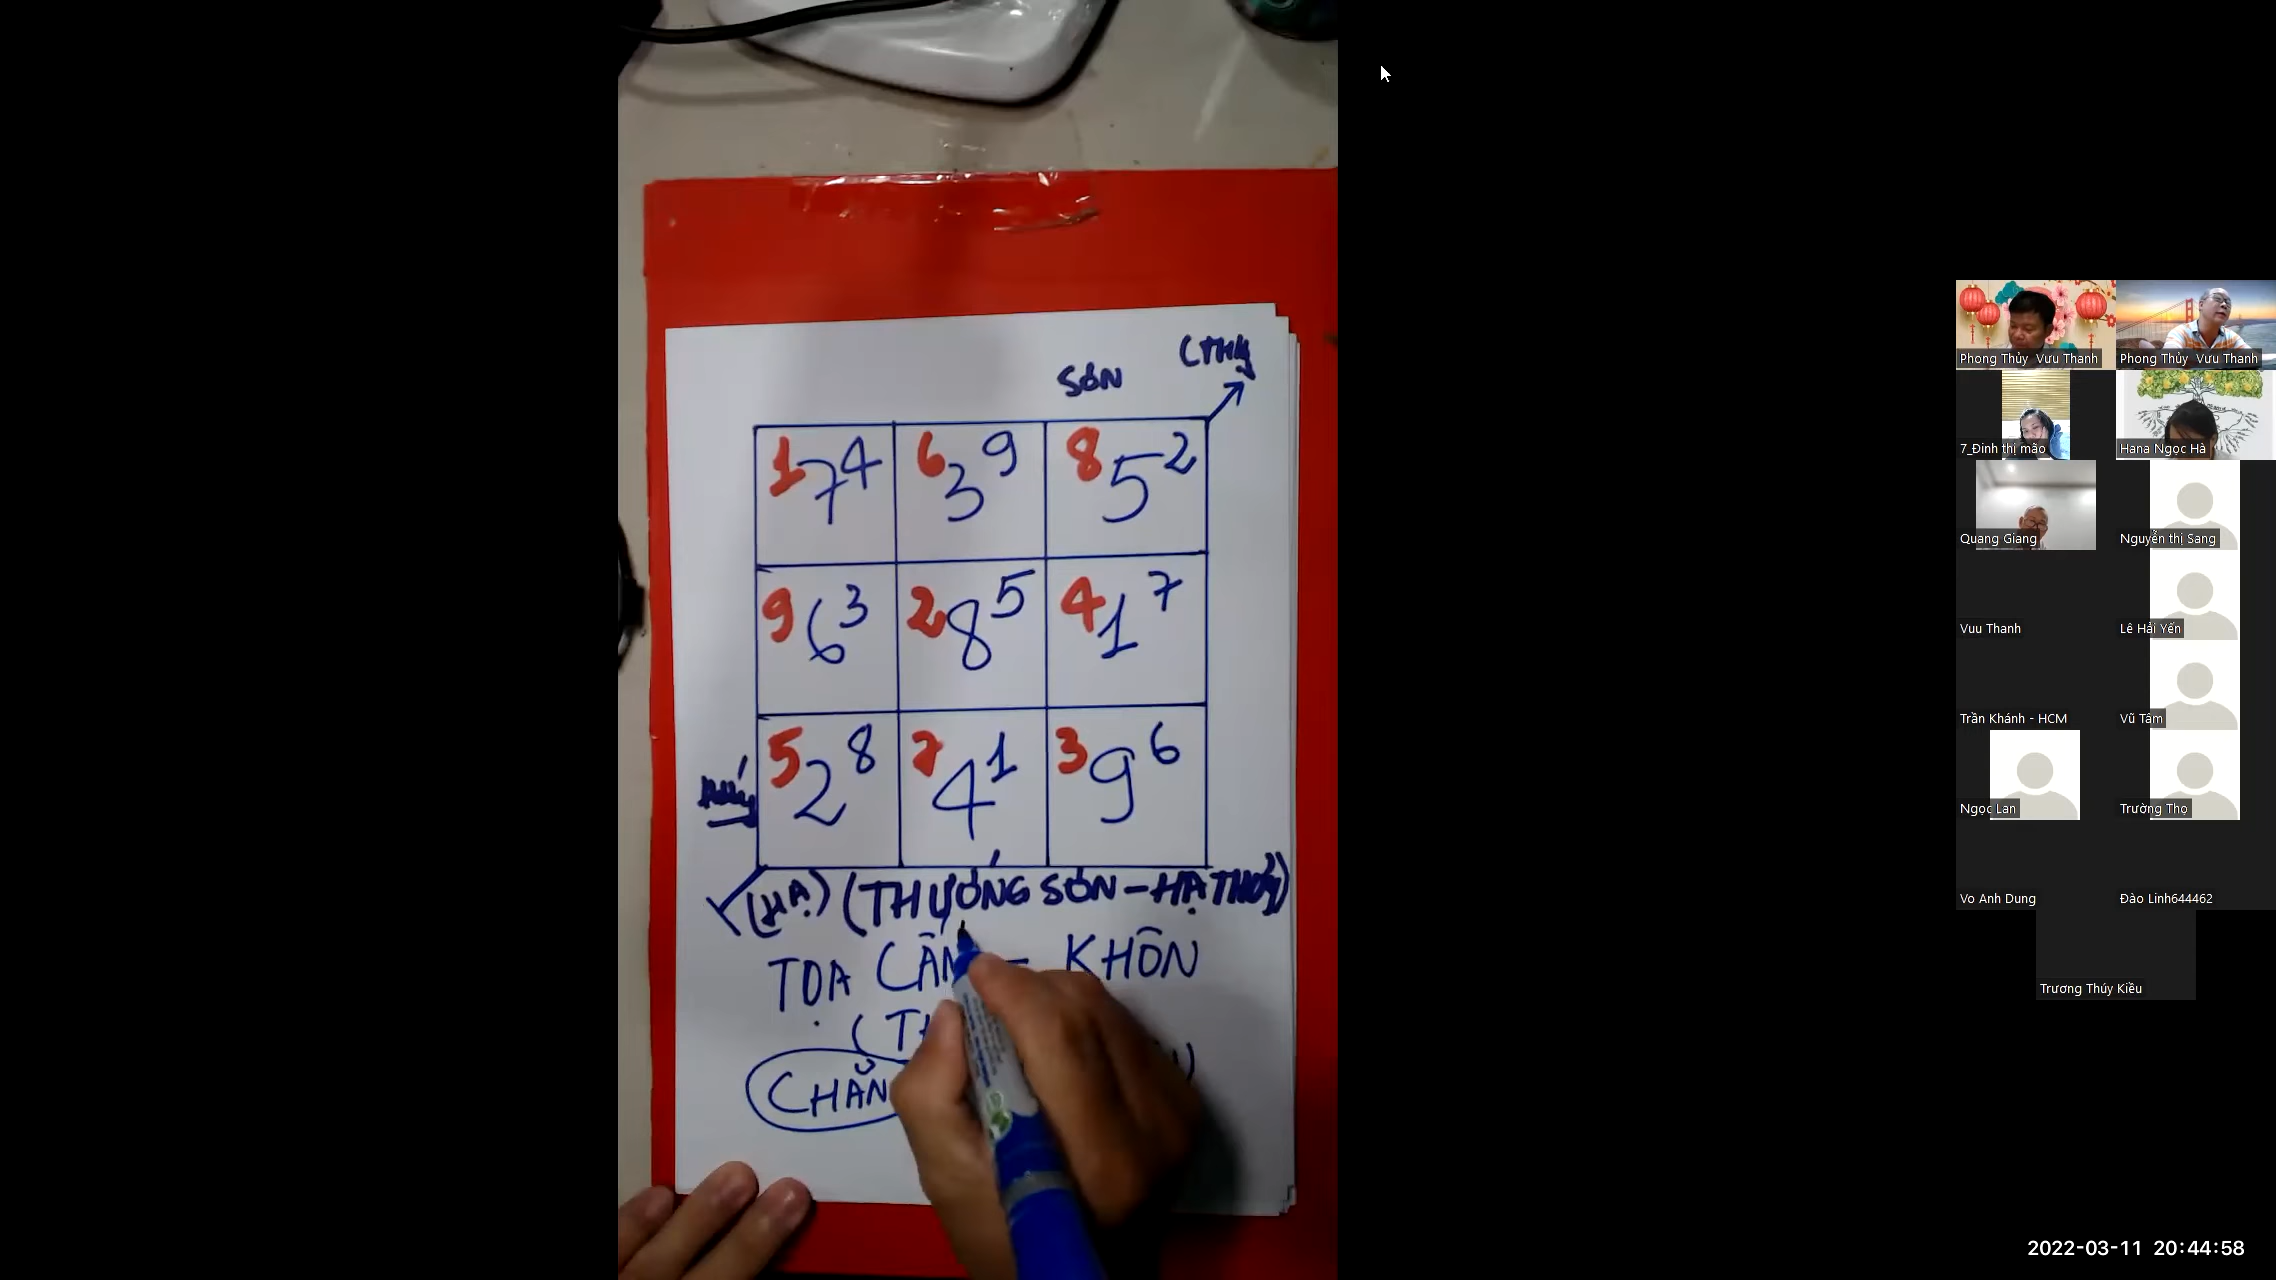 (THỦY
SƠN
1 7 4 6 3 9 8 5 2
9 6 3 2 8 5 4 1 7
5 2 8 7 4 1 3 9 6
(HẠ) (THƯỚNG SƠN - HẠ THỦY)
TỌA CẤN - KHÔN
CHẴN
Phong Thủy Vưu Thanh
Phong Thủy Vưu Thanh
7_Đinh thị mão
Hana Ngọc Hà
Quang Giang
Nguyễn thị Sang
Vuu Thanh
Lê Hải Yến
Trần Khánh - HCM
Vũ Tâm
Ngọc Lan
Trường Thọ
Vo Anh Dung
Đào Linh644462
Trương Thúy Kiều
2022-03-11 20:44:58